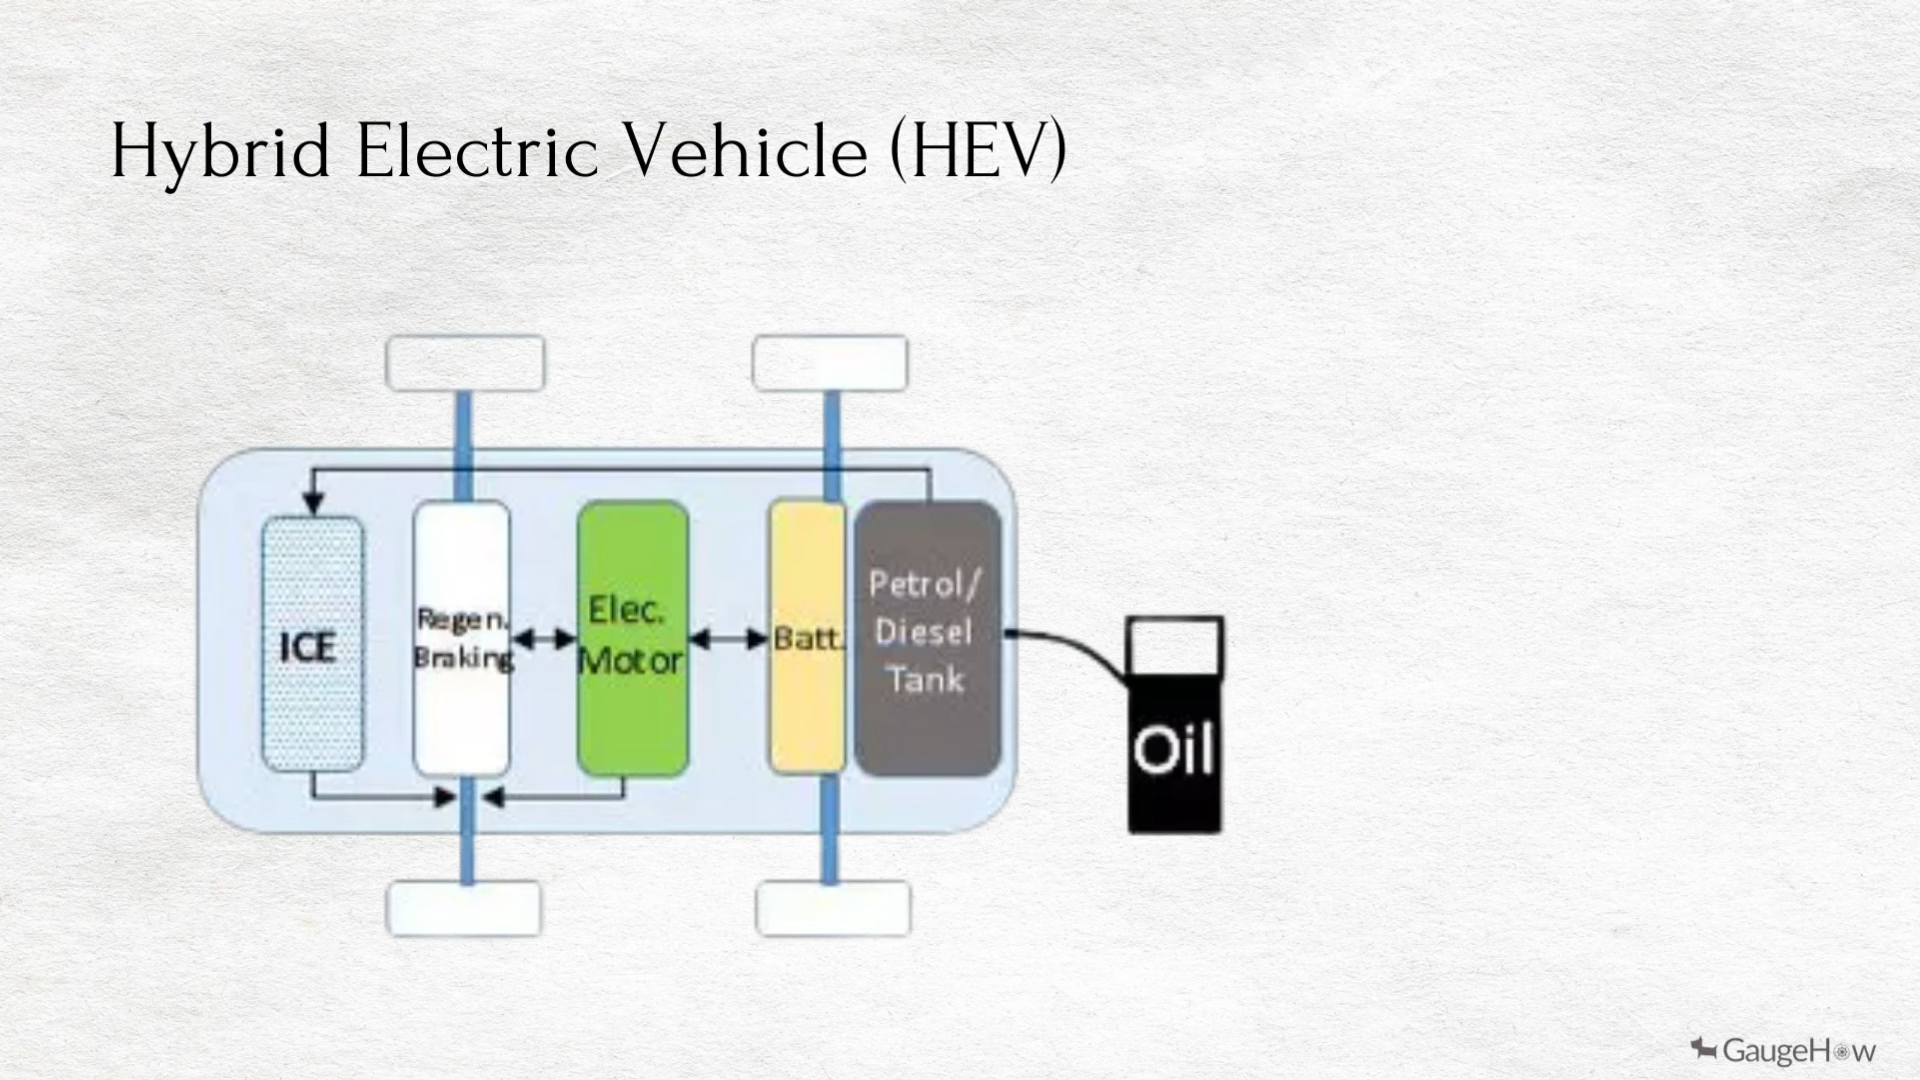 Hybrid Electric Vehicle (HEV)
ICE
Regen.
Braking
Elec.
Motor
Batt.
Petrol/
Diesel
Tank
Oil
GaugeHow